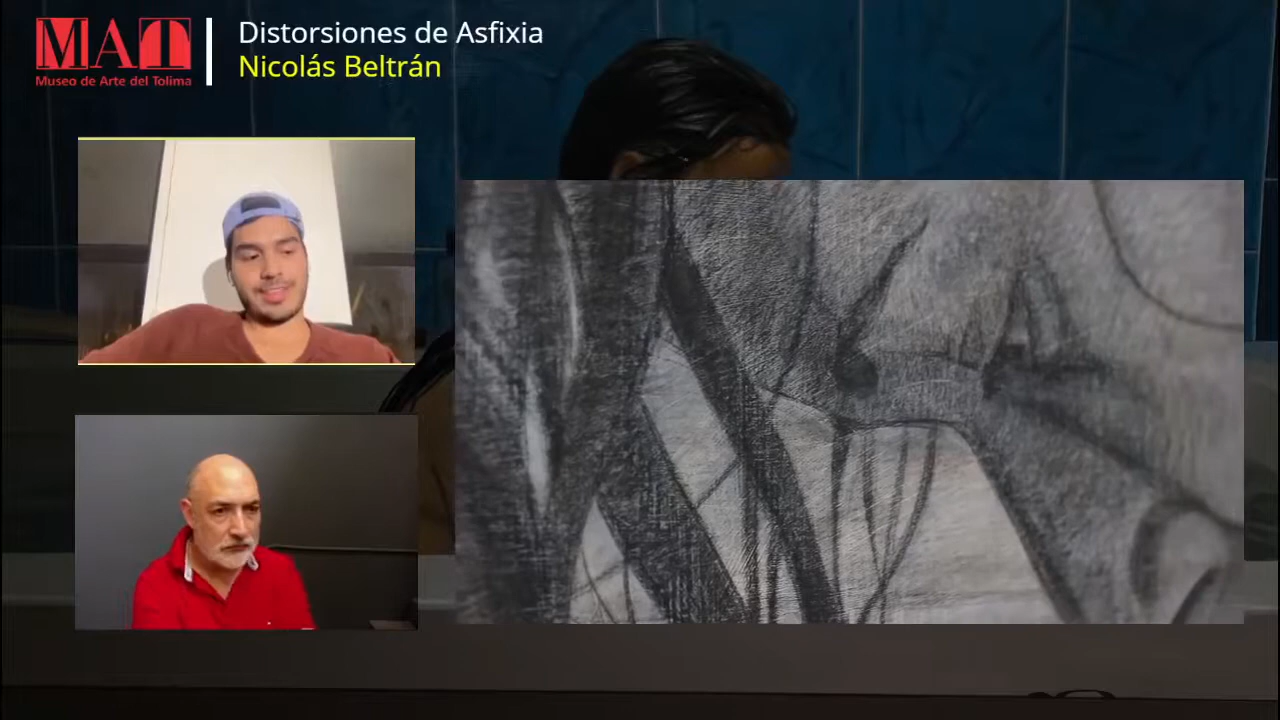 MAT
Museo de Arte del Tolima
Distorsiones de Asfixia
Nicolás Beltrán